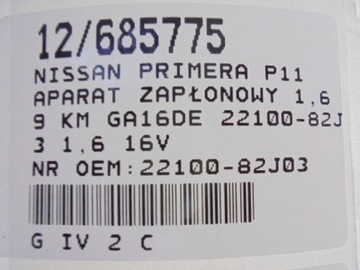 12/685775
NISSAN PRIMERA P11
APARAT ZAPŁONOWY 1,6
9 KM GA16DE 22100-82J
3 1,6 16V
NR OEM:22100-82J03
G IV 2 C